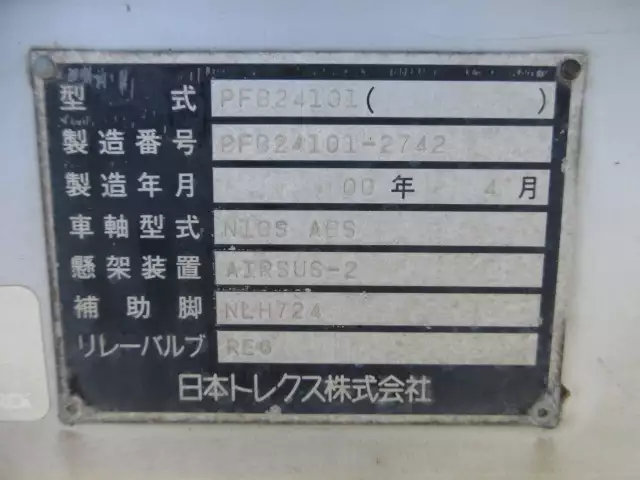 型式 PFB24101( )
製造番号 PFB24101-2742
製造年月 00年 4月
車軸型式 NIGS ABS
懸架装置 AIRSUS-2
補助脚 NLH724
リレーバルブ RE6
日本トレクス株式会社